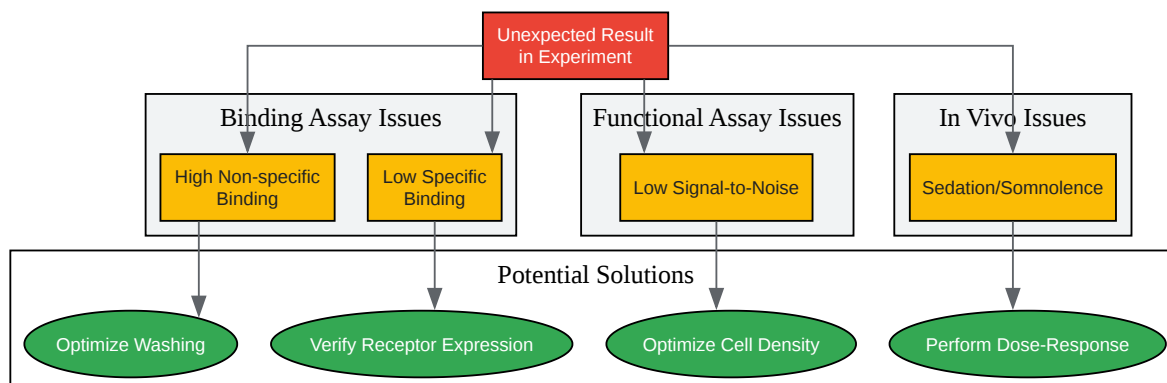 Unexpected Result
in Experiment
Binding Assay Issues
Functional Assay Issues
In Vivo Issues
High Non-specific
Binding
Low Specific
Binding
Low Signal-to-Noise
Sedation/Somnolence
Potential Solutions
Optimize Washing
Verify Receptor Expression
Optimize Cell Density
Perform Dose-Response